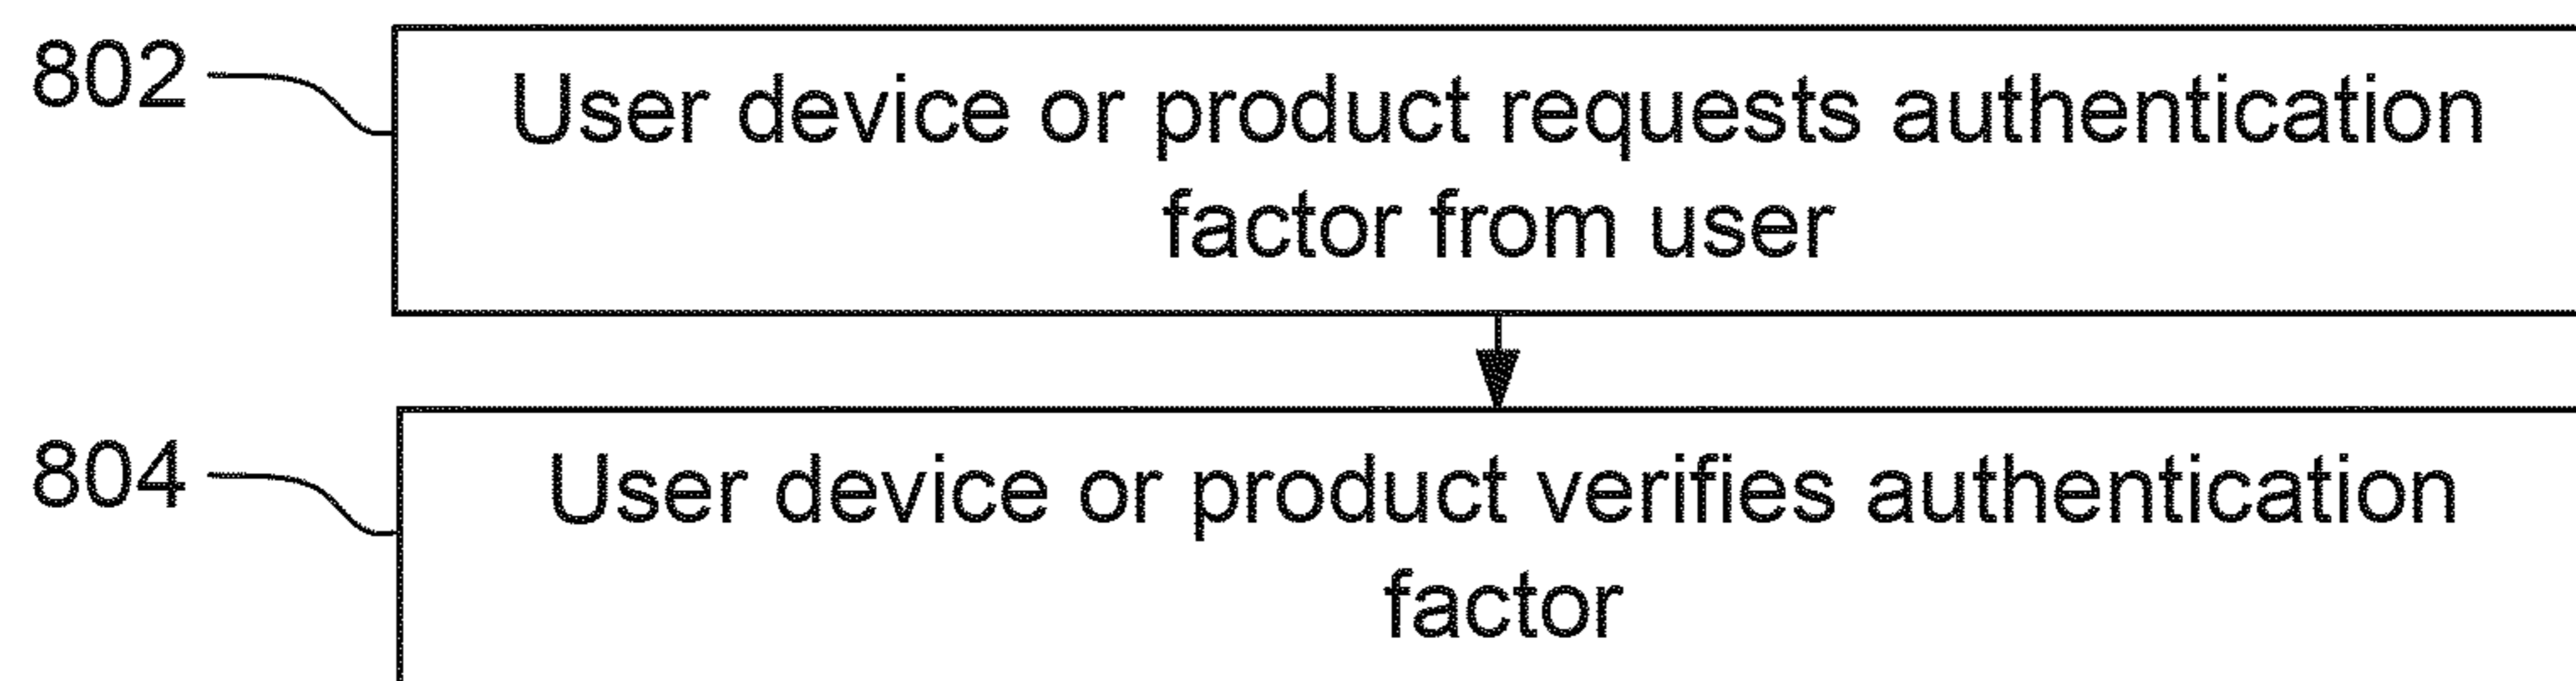 802
User device or product requests authentication
factor from user
804
User device or product verifies authentication
factor